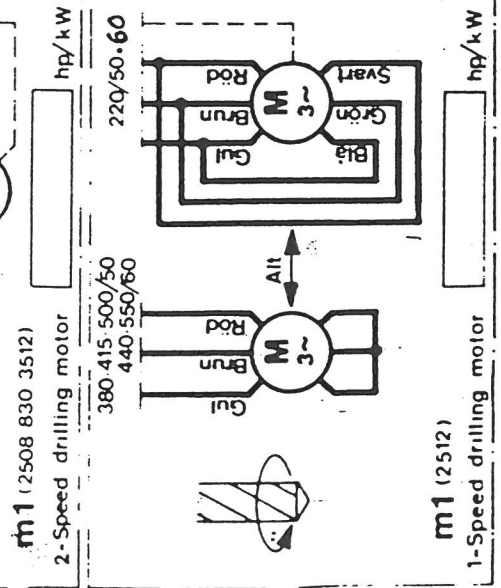 m1 (2508 830 3512)
2-Speed drilling motor
hp/kW
380·415·500/50
440·550/60
220/50·60
Gul
Brun
Röd
M
3~
Alt
Gul
Brun
Röd
M
3~
Blå
Grön
Svart
m1 (2512)
1-Speed drilling motor
hp/kW